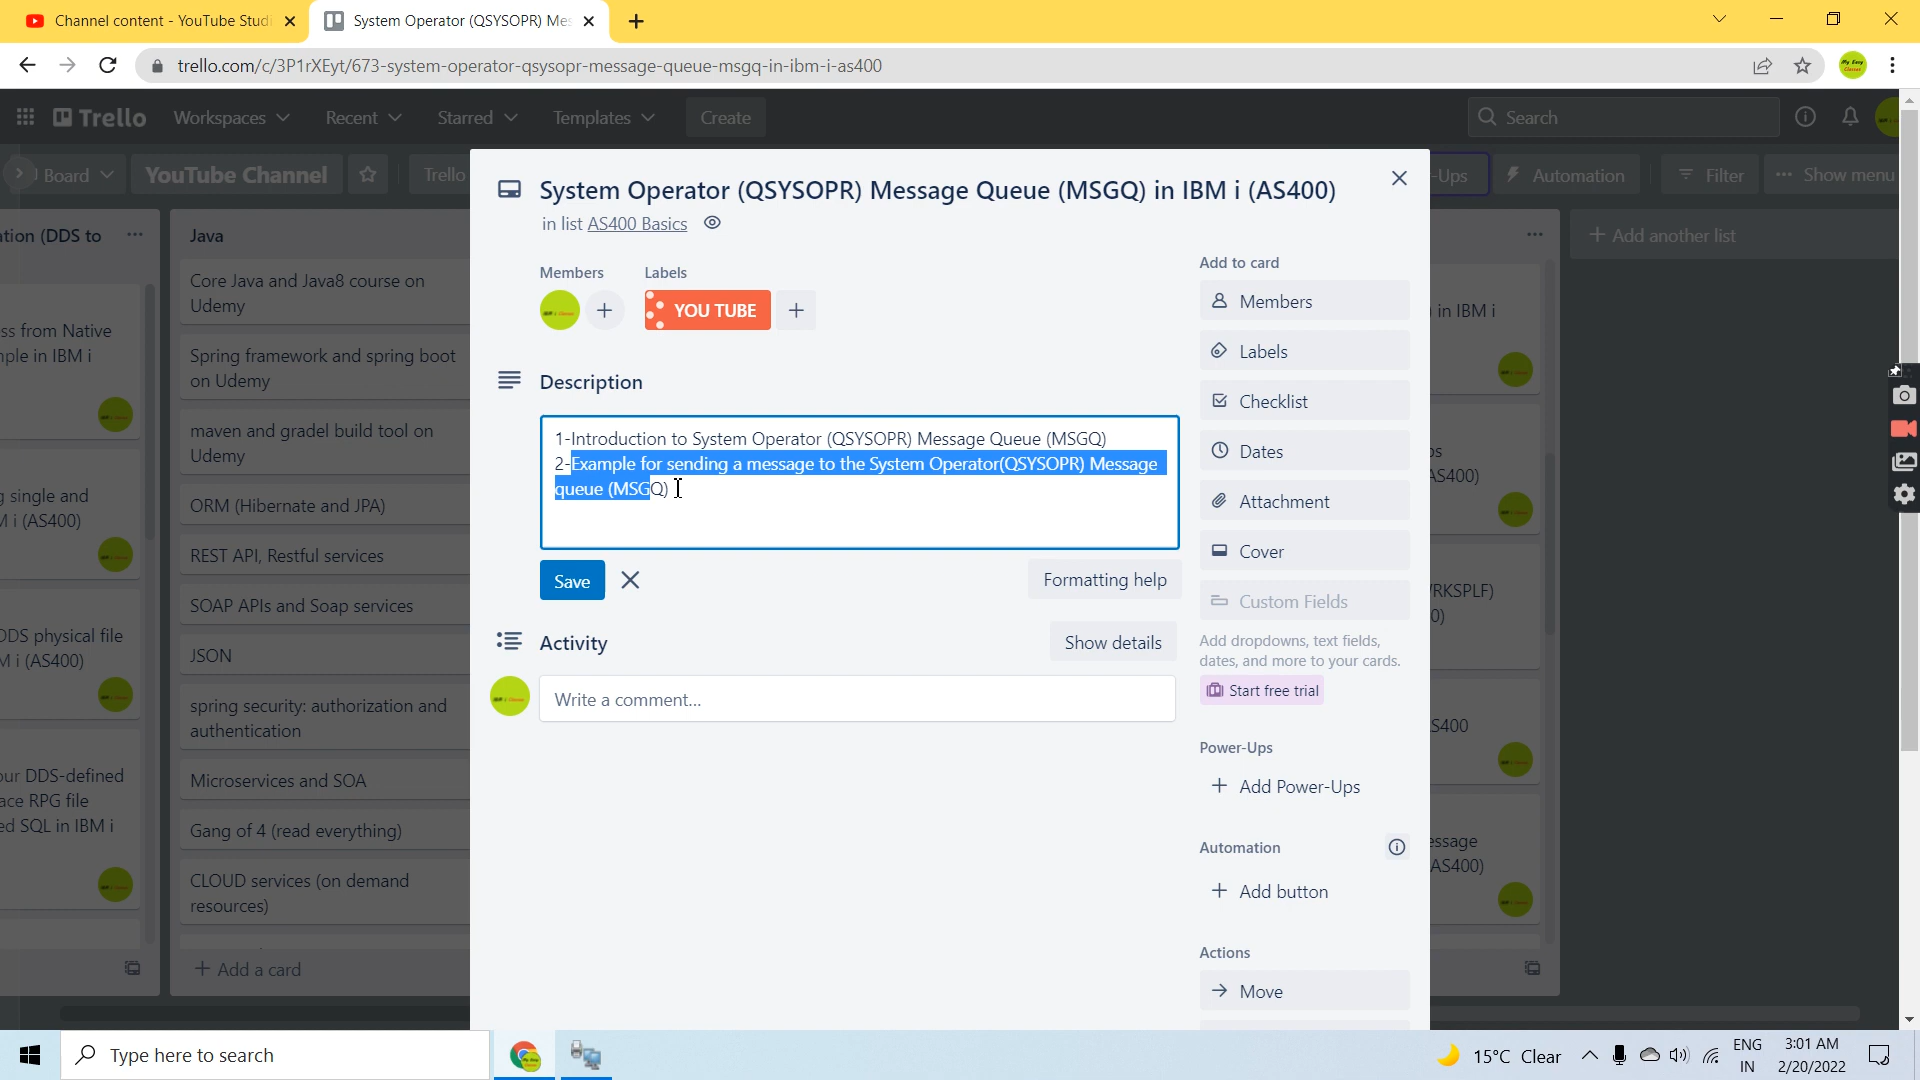 Channel content - YouTube Studi
System Operator (QSYSOPR) Mes
trello.com/c/3P1rXEyt/673-system-operator-qsysopr-message-queue-msgq-in-ibm-i-as400
Trello
Workspaces
Recent
Starred
Templates
Create
Search
Board
YouTube Channel
Trello
-Ups
Automation
Filter
Show menu
ation (DDS to
ss from Native
nple in IBM i
g single and
M i (AS400)
DDS physical file
M i (AS400)
our DDS-defined
ace RPG file
ed SQL in IBM i
Java
Core Java and Java8 course on
Udemy
Spring framework and spring boot
on Udemy
maven and gradel build tool on
Udemy
ORM (Hibernate and JPA)
REST API, Restful services
SOAP APIs and Soap services
JSON
spring security: authorization and
authentication
Microservices and SOA
Gang of 4 (read everything)
CLOUD services (on demand
resources)
+ Add a card
System Operator (QSYSOPR) Message Queue (MSGQ) in IBM i (AS400)
in list AS400 Basics
Members
Labels
YOU TUBE
Description
1-Introduction to System Operator (QSYSOPR) Message Queue (MSGQ)
2-Example for sending a message to the System Operator(QSYSOPR) Message
queue (MSGQ)
Save
Formatting help
Activity
Show details
Write a comment...
Add to card
Members
Labels
Checklist
Dates
Attachment
Cover
Custom Fields
Add dropdowns, text fields,
dates, and more to your cards.
Start free trial
Power-Ups
+ Add Power-Ups
Automation
+ Add button
Actions
Move
in IBM i
AS400)
RKSPLF)
0)
S400
essage
AS400)
+ Add another list
Type here to search
15°C Clear
ENG
IN
3:01 AM
2/20/2022